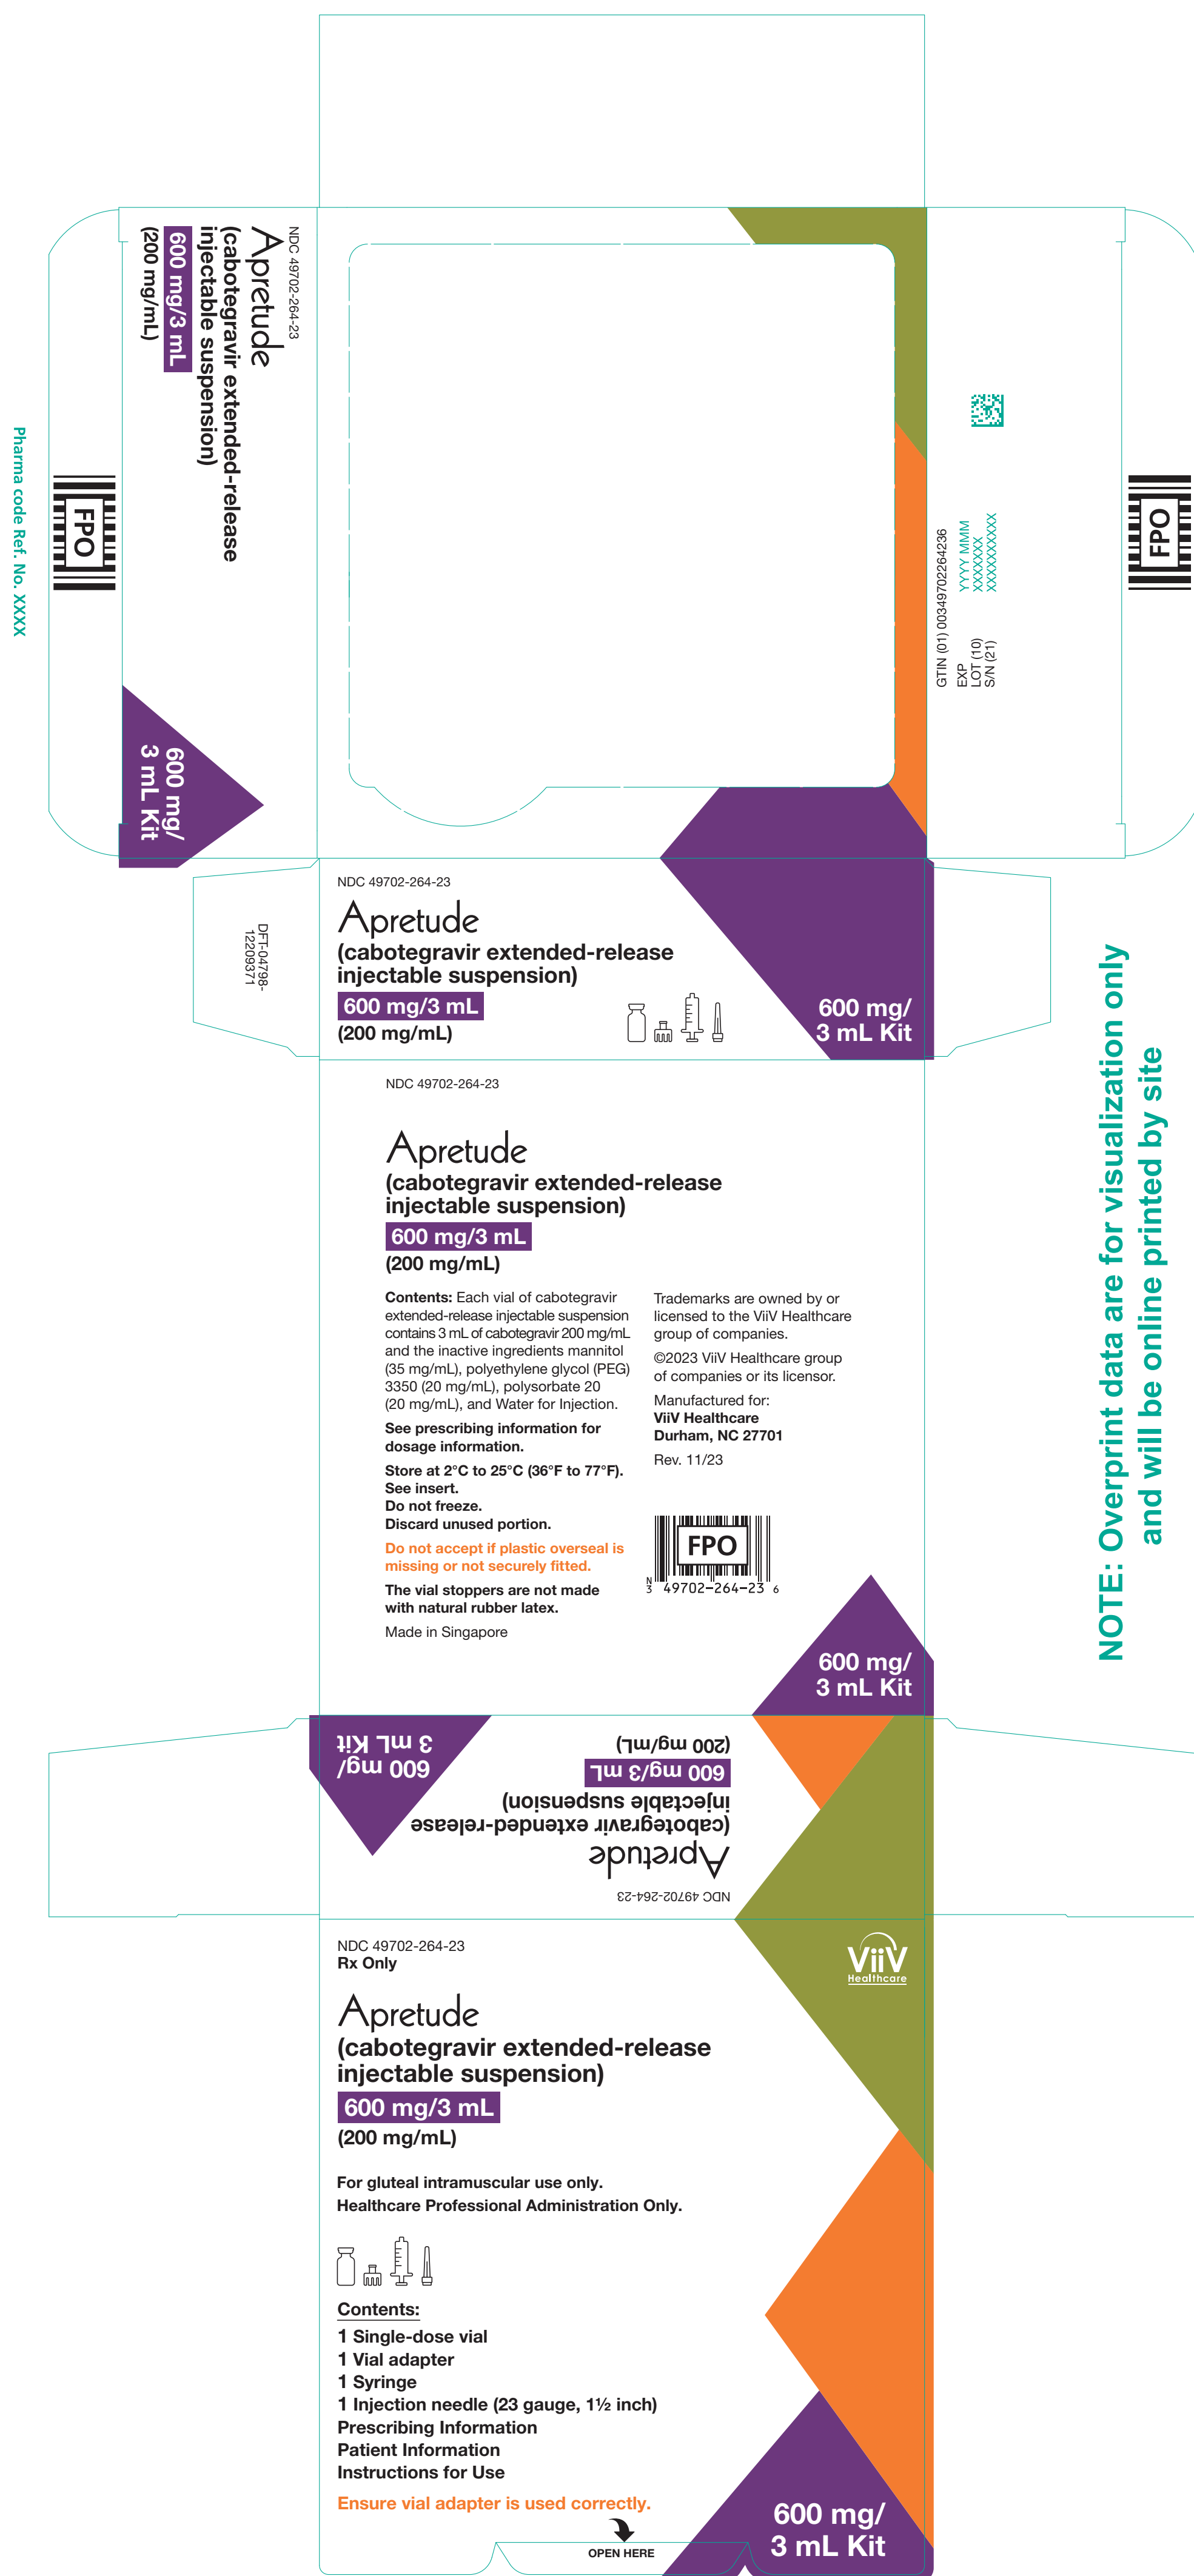 NDC 49702-264-23
Apretude
(cabotegravir extended-release
injectable suspension)
600 mg/3 mL
(200 mg/mL)
600 mg/
3 mL Kit
FPO
Pharma code Ref. No. XXXX
GTIN (01) 00349702264236
EXP
YYYY MMM
LOT (10)
XXXXXXX
S/N (21)
XXXXXXXXXX
FPO
DFT-04798-
12209371
NDC 49702-264-23
Apretude
(cabotegravir extended-release
injectable suspension)
600 mg/3 mL
(200 mg/mL)
600 mg/
3 mL Kit
NOTE: Overprint data are for visualization only
and will be online printed by site
NDC 49702-264-23
Apretude
(cabotegravir extended-release
injectable suspension)
600 mg/3 mL
(200 mg/mL)
Contents: Each vial of cabotegravir
extended-release injectable suspension
contains 3 mL of cabotegravir 200 mg/mL
and the inactive ingredients mannitol
(35 mg/mL), polyethylene glycol (PEG)
3350 (20 mg/mL), polysorbate 20
(20 mg/mL), and Water for Injection.
See prescribing information for
dosage information.
Store at 2°C to 25°C (36°F to 77°F).
See insert.
Do not freeze.
Discard unused portion.
Do not accept if plastic overseal is
missing or not securely fitted.
The vial stoppers are not made
with natural rubber latex.
Made in Singapore
Trademarks are owned by or
licensed to the ViiV Healthcare
group of companies.
©2023 ViiV Healthcare group
of companies or its licensor.
Manufactured for:
ViiV Healthcare
Durham, NC 27701
Rev. 11/23
FPO
N
3 49702-264-23 6
600 mg/
3 mL Kit
NDC 49702-264-23
Apretude
(cabotegravir extended-release
injectable suspension)
600 mg/3 mL
(200 mg/mL)
600 mg/
3 mL Kit
NDC 49702-264-23
Rx Only
ViiV
Healthcare
Apretude
(cabotegravir extended-release
injectable suspension)
600 mg/3 mL
(200 mg/mL)
For gluteal intramuscular use only.
Healthcare Professional Administration Only.
Contents:
1 Single-dose vial
1 Vial adapter
1 Syringe
1 Injection needle (23 gauge, 1½ inch)
Prescribing Information
Patient Information
Instructions for Use
Ensure vial adapter is used correctly.
600 mg/
3 mL Kit
OPEN HERE